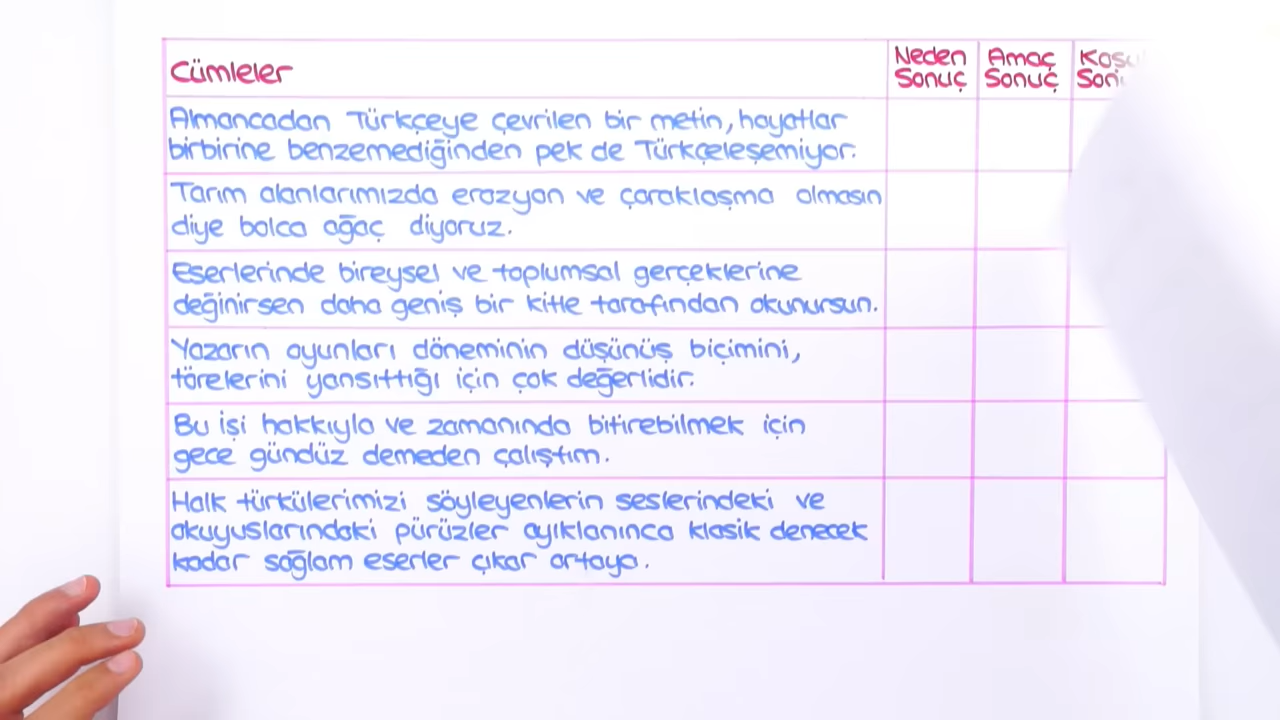 Cümleler
Neden Sonuç
Amaç Sonuç
Almancadan Türkçeye çevrilen bir metin, hayatlar
birbirine benzemediğinden pek de Türkçeleşemiyor.
Tarım alanlarımızda erozyon ve çoraklaşma olmasın
diye bolca ağaç diyoruz.
Eserlerinde bireysel ve toplumsal gerçeklerine
değinirsen daha geniş bir kitle tarafından okunursun.
Yazarın oyunları döneminin düşünüş biçimini,
törelerini yansıttığı için çok değerlidir.
Bu işi hakkıyla ve zamanında bitirebilmek için
gece gündüz demeden çalıştım.
Halk türkülerimizi söyleyenlerin seslerindeki ve
okuyuşlarındaki pürüzler ayıklanınca klasik denecek
kadar sağlam eserler çıkar ortaya.